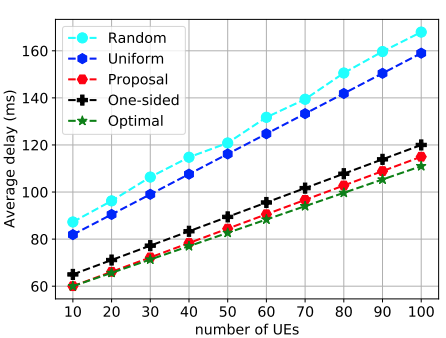 Random
Uniform
Proposal
One-sided
Optimal
Average delay (ms)
160
140
120
100
80
60
10 20 30 40 50 60 70 80 90 100
number of UEs